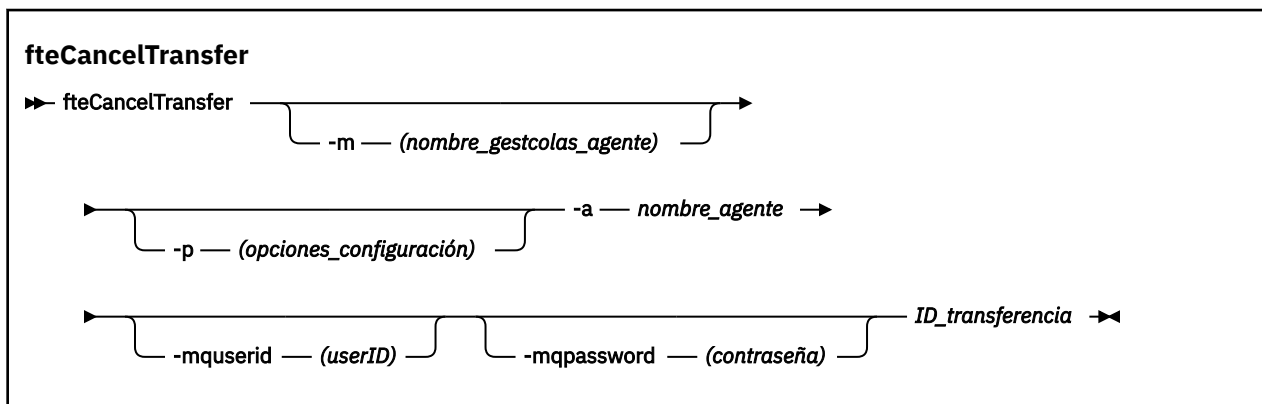 fteCancelTransfer
fteCancelTransfer
-m (nombre_gestcolas_agente)
-a nombre_agente
-p (opciones_configuración)
ID_transferencia
-mquserid (userID) -mqpassword (contraseña)